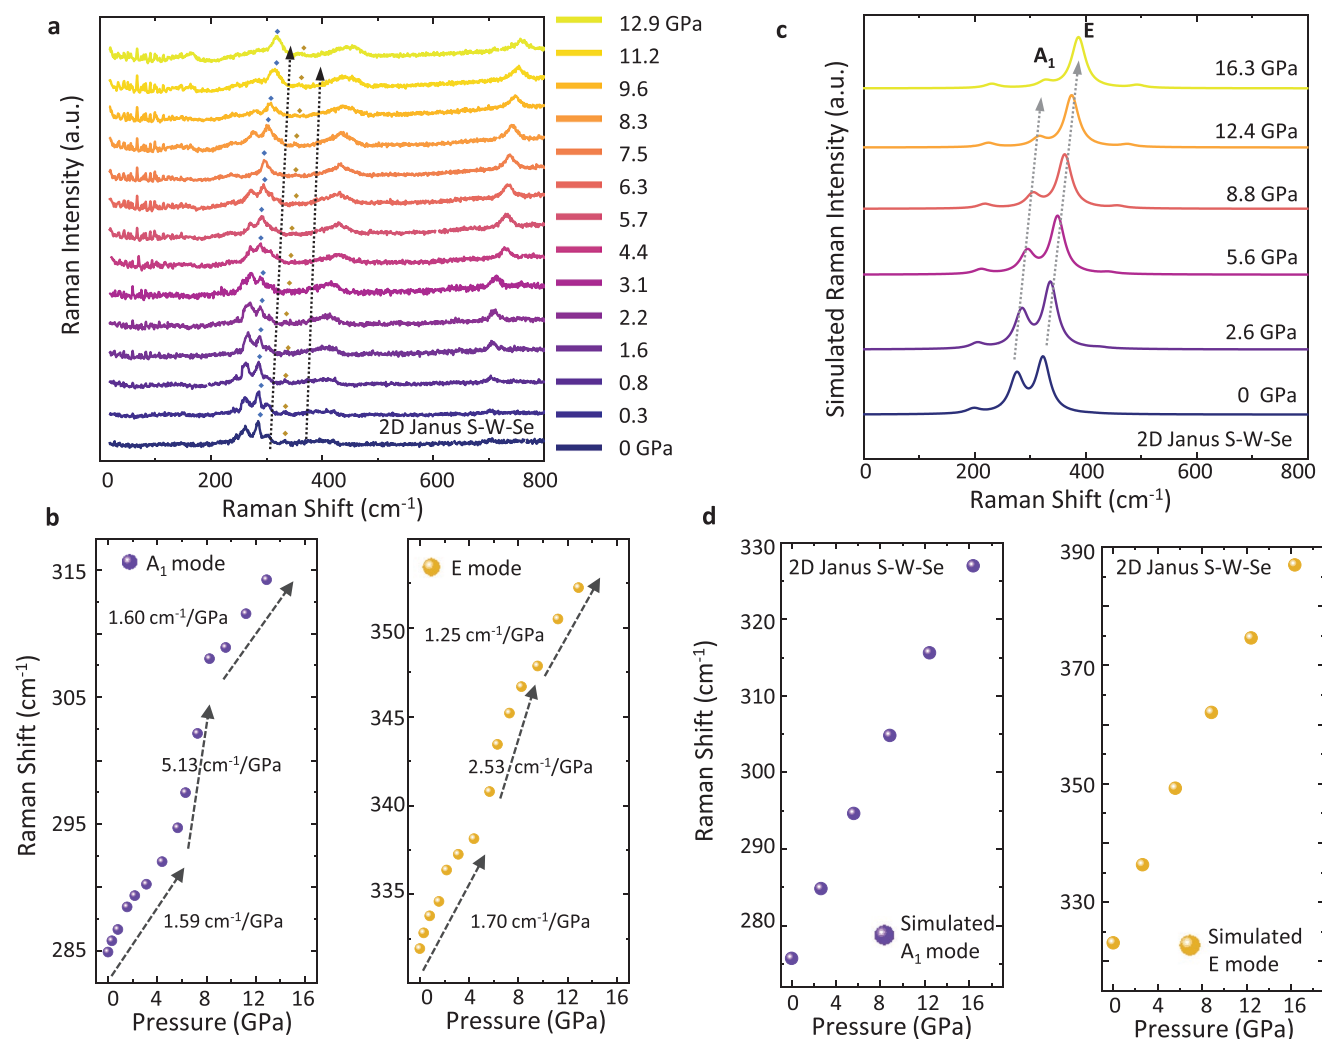 a
Raman Intensity (a.u.)
12.9 GPa
11.2
9.6
8.3
7.5
6.3
5.7
4.4
3.1
2.2
1.6
0.8
0.3
0 GPa
2D Janus S-W-Se
0 200 400 600 800
Raman Shift (cm⁻¹)
c
Simulated Raman Intensity (a.u.)
A₁
E
16.3 GPa
12.4 GPa
8.8 GPa
5.6 GPa
2.6 GPa
0 GPa
2D Janus S-W-Se
0 200 400 600 800
Raman Shift (cm⁻¹)
b
Raman Shift (cm⁻¹)
315
305
295
285
A₁ mode
1.60 cm⁻¹/GPa
5.13 cm⁻¹/GPa
1.59 cm⁻¹/GPa
0 4 8 12 16
Pressure (GPa)
350
345
340
335
E mode
1.25 cm⁻¹/GPa
2.53 cm⁻¹/GPa
1.70 cm⁻¹/GPa
0 4 8 12 16
Pressure (GPa)
d
Raman Shift (cm⁻¹)
330
320
310
300
290
280
2D Janus S-W-Se
Simulated
A₁ mode
0 4 8 12 16
Pressure (GPa)
390
370
350
330
2D Janus S-W-Se
Simulated
E mode
0 4 8 12 16
Pressure (GPa)